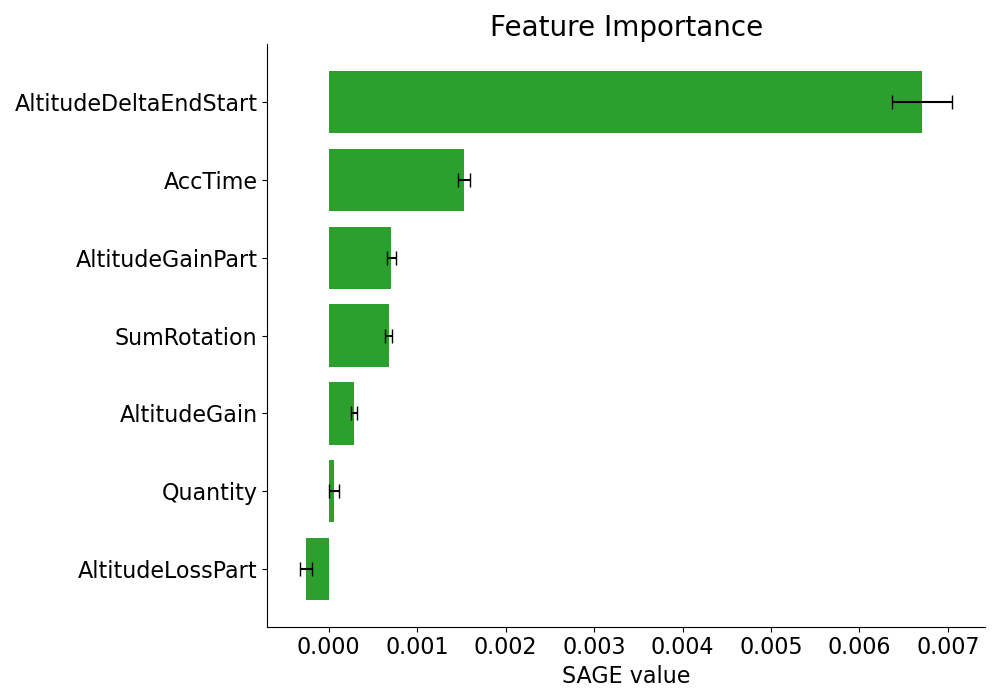 Feature Importance
AltitudeDeltaEndStart
AccTime
AltitudeGainPart
SumRotation
AltitudeGain
Quantity
AltitudeLossPart
0.000 0.001 0.002 0.003 0.004 0.005 0.006 0.007
SAGE value